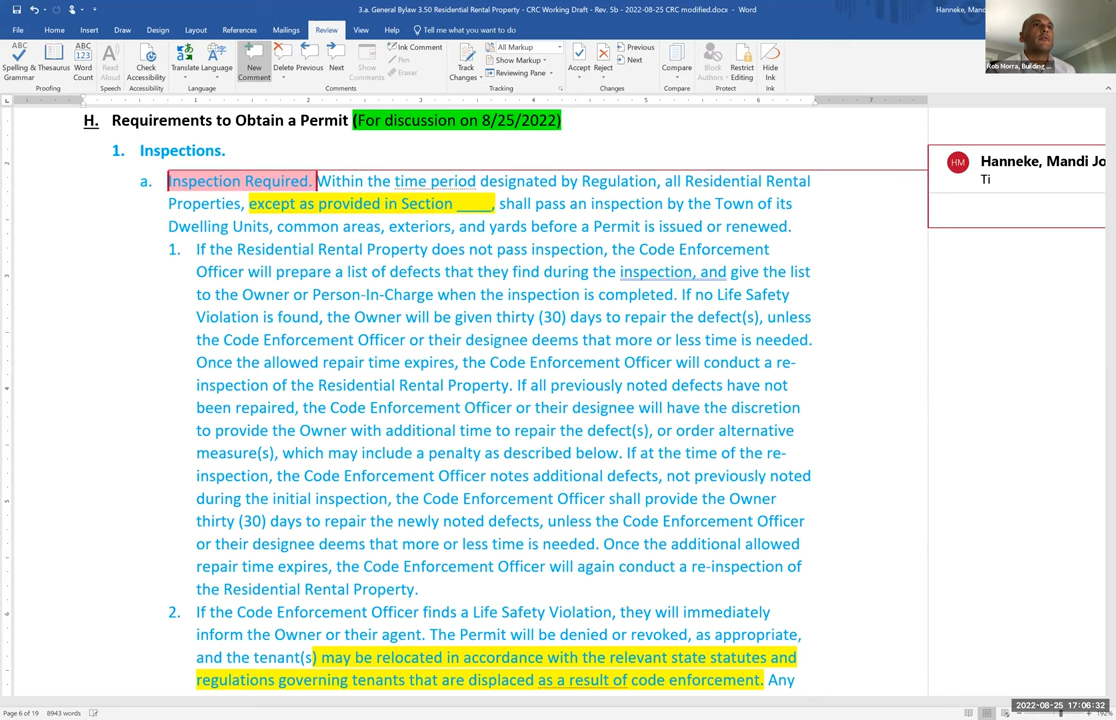 3.a. General Bylaw 3.50 Residential Rental Property - CRC Working Draft - Rev. 5b - 2022-08-25 CRC modified.docx - Word
Hanneke, Mand
File Home Insert Draw Design Layout References Mailings Review View Help Tell me what you want to do
Rob Morra, Building ...
Spelling & Grammar
Thesaurus
Word Count
Read Aloud
Check Accessibility
Translate
Language
New Comment
Delete
Previous
Next
Show Comments
Ink Comment
Pen
Eraser
Track Changes
All Markup
Show Markup
Reviewing Pane
Accept
Reject
Previous
Next
Compare
Block Authors
Restrict Editing
Hide Ink
Proofing Speech Accessibility Language Comments Tracking Changes Compare Protect Ink
H. Requirements to Obtain a Permit (For discussion on 8/25/2022)
1. Inspections.
a. Inspection Required. Within the time period designated by Regulation, all Residential Rental
Properties, except as provided in Section ____, shall pass an inspection by the Town of its
Dwelling Units, common areas, exteriors, and yards before a Permit is issued or renewed.
1. If the Residential Rental Property does not pass inspection, the Code Enforcement
Officer will prepare a list of defects that they find during the inspection, and give the list
to the Owner or Person-In-Charge when the inspection is completed. If no Life Safety
Violation is found, the Owner will be given thirty (30) days to repair the defect(s), unless
the Code Enforcement Officer or their designee deems that more or less time is needed.
Once the allowed repair time expires, the Code Enforcement Officer will conduct a re-
inspection of the Residential Rental Property. If all previously noted defects have not
been repaired, the Code Enforcement Officer or their designee will have the discretion
to provide the Owner with additional time to repair the defect(s), or order alternative
measure(s), which may include a penalty as described below. If at the time of the re-
inspection, the Code Enforcement Officer notes additional defects, not previously noted
during the initial inspection, the Code Enforcement Officer shall provide the Owner
thirty (30) days to repair the newly noted defects, unless the Code Enforcement Officer
or their designee deems that more or less time is needed. Once the additional allowed
repair time expires, the Code Enforcement Officer will again conduct a re-inspection of
the Residential Rental Property.
2. If the Code Enforcement Officer finds a Life Safety Violation, they will immediately
inform the Owner or their agent. The Permit will be denied or revoked, as appropriate,
and the tenant(s) may be relocated in accordance with the relevant state statutes and
regulations governing tenants that are displaced as a result of code enforcement. Any
HM Hanneke, Mandi Jo
Ti
Page 6 of 19 8943 words
2022-08-25 17:06:32
192%